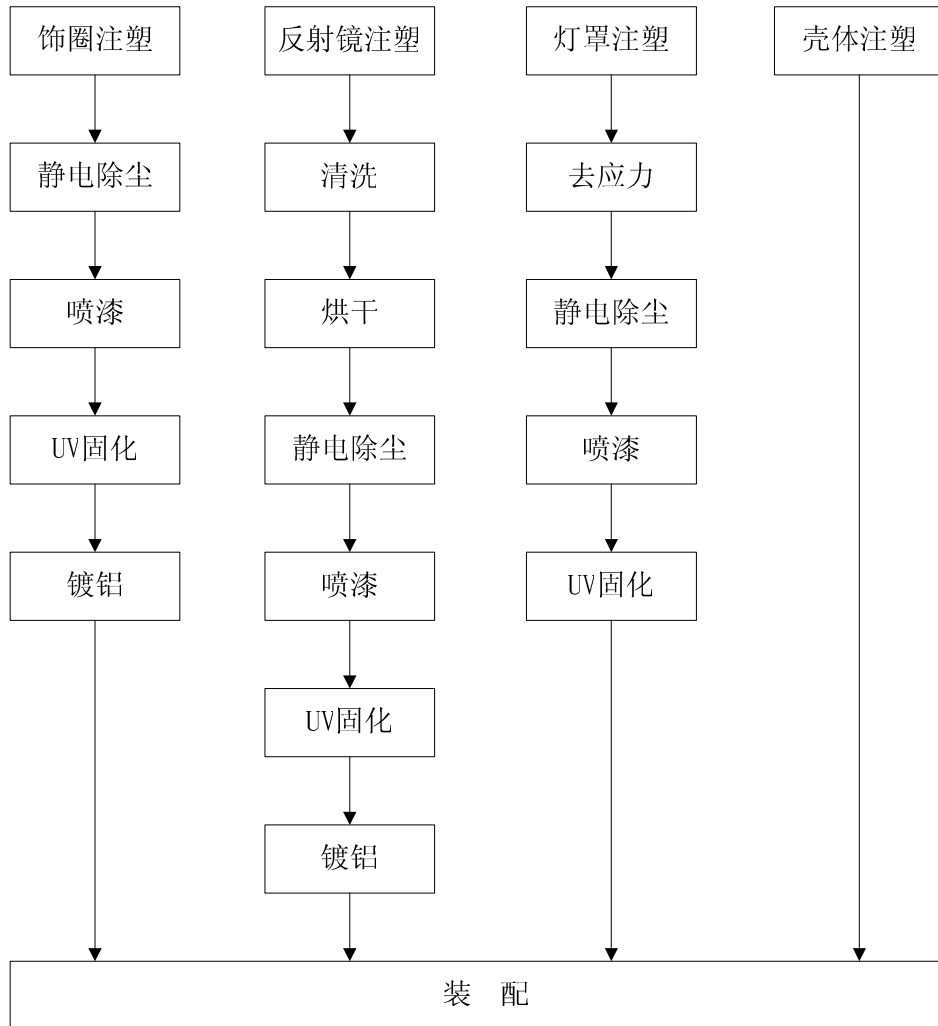 饰圈注塑
反射镜注塑
灯罩注塑
壳体注塑
静电除尘
清洗
去应力
喷漆
烘干
静电除尘
UV固化
静电除尘
喷漆
镀铝
喷漆
UV固化
UV固化
镀铝
装 配